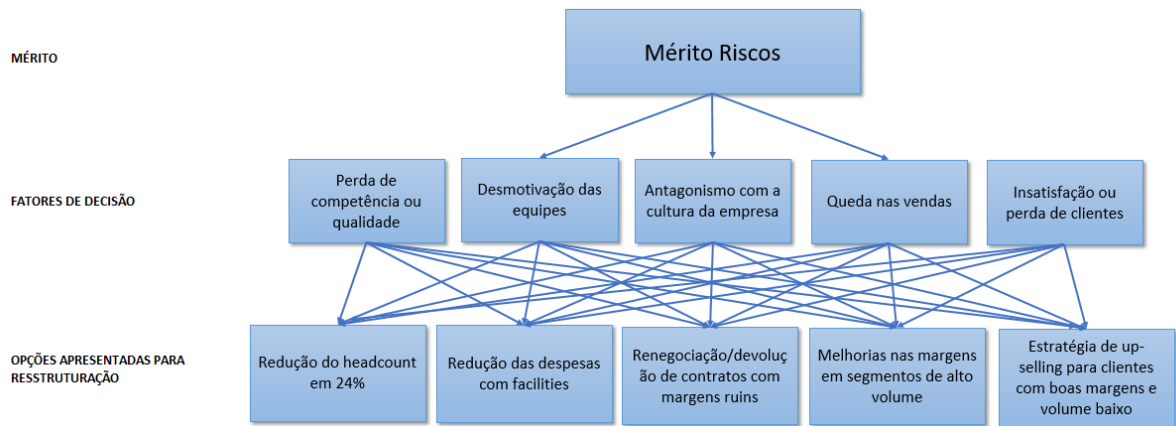 MÉRITO
Mérito Riscos
FATORES DE DECISÃO
Perda de
competência ou
qualidade
Desmotivação das
equipes
Antagonismo com a
cultura da empresa
Queda nas vendas
Insatisfação ou
perda de clientes
OPÇÕES APRESENTADAS PARA
RESSTRUTURAÇÃO
Redução do headcount
em 24%
Redução das despesas
com facilities
Renegociação/devoluç
ão de contratos com
margens ruins
Melhorias nas margens
em segmentos de alto
volume
Estratégia de up-
selling para clientes
com boas margens e
volume baixo